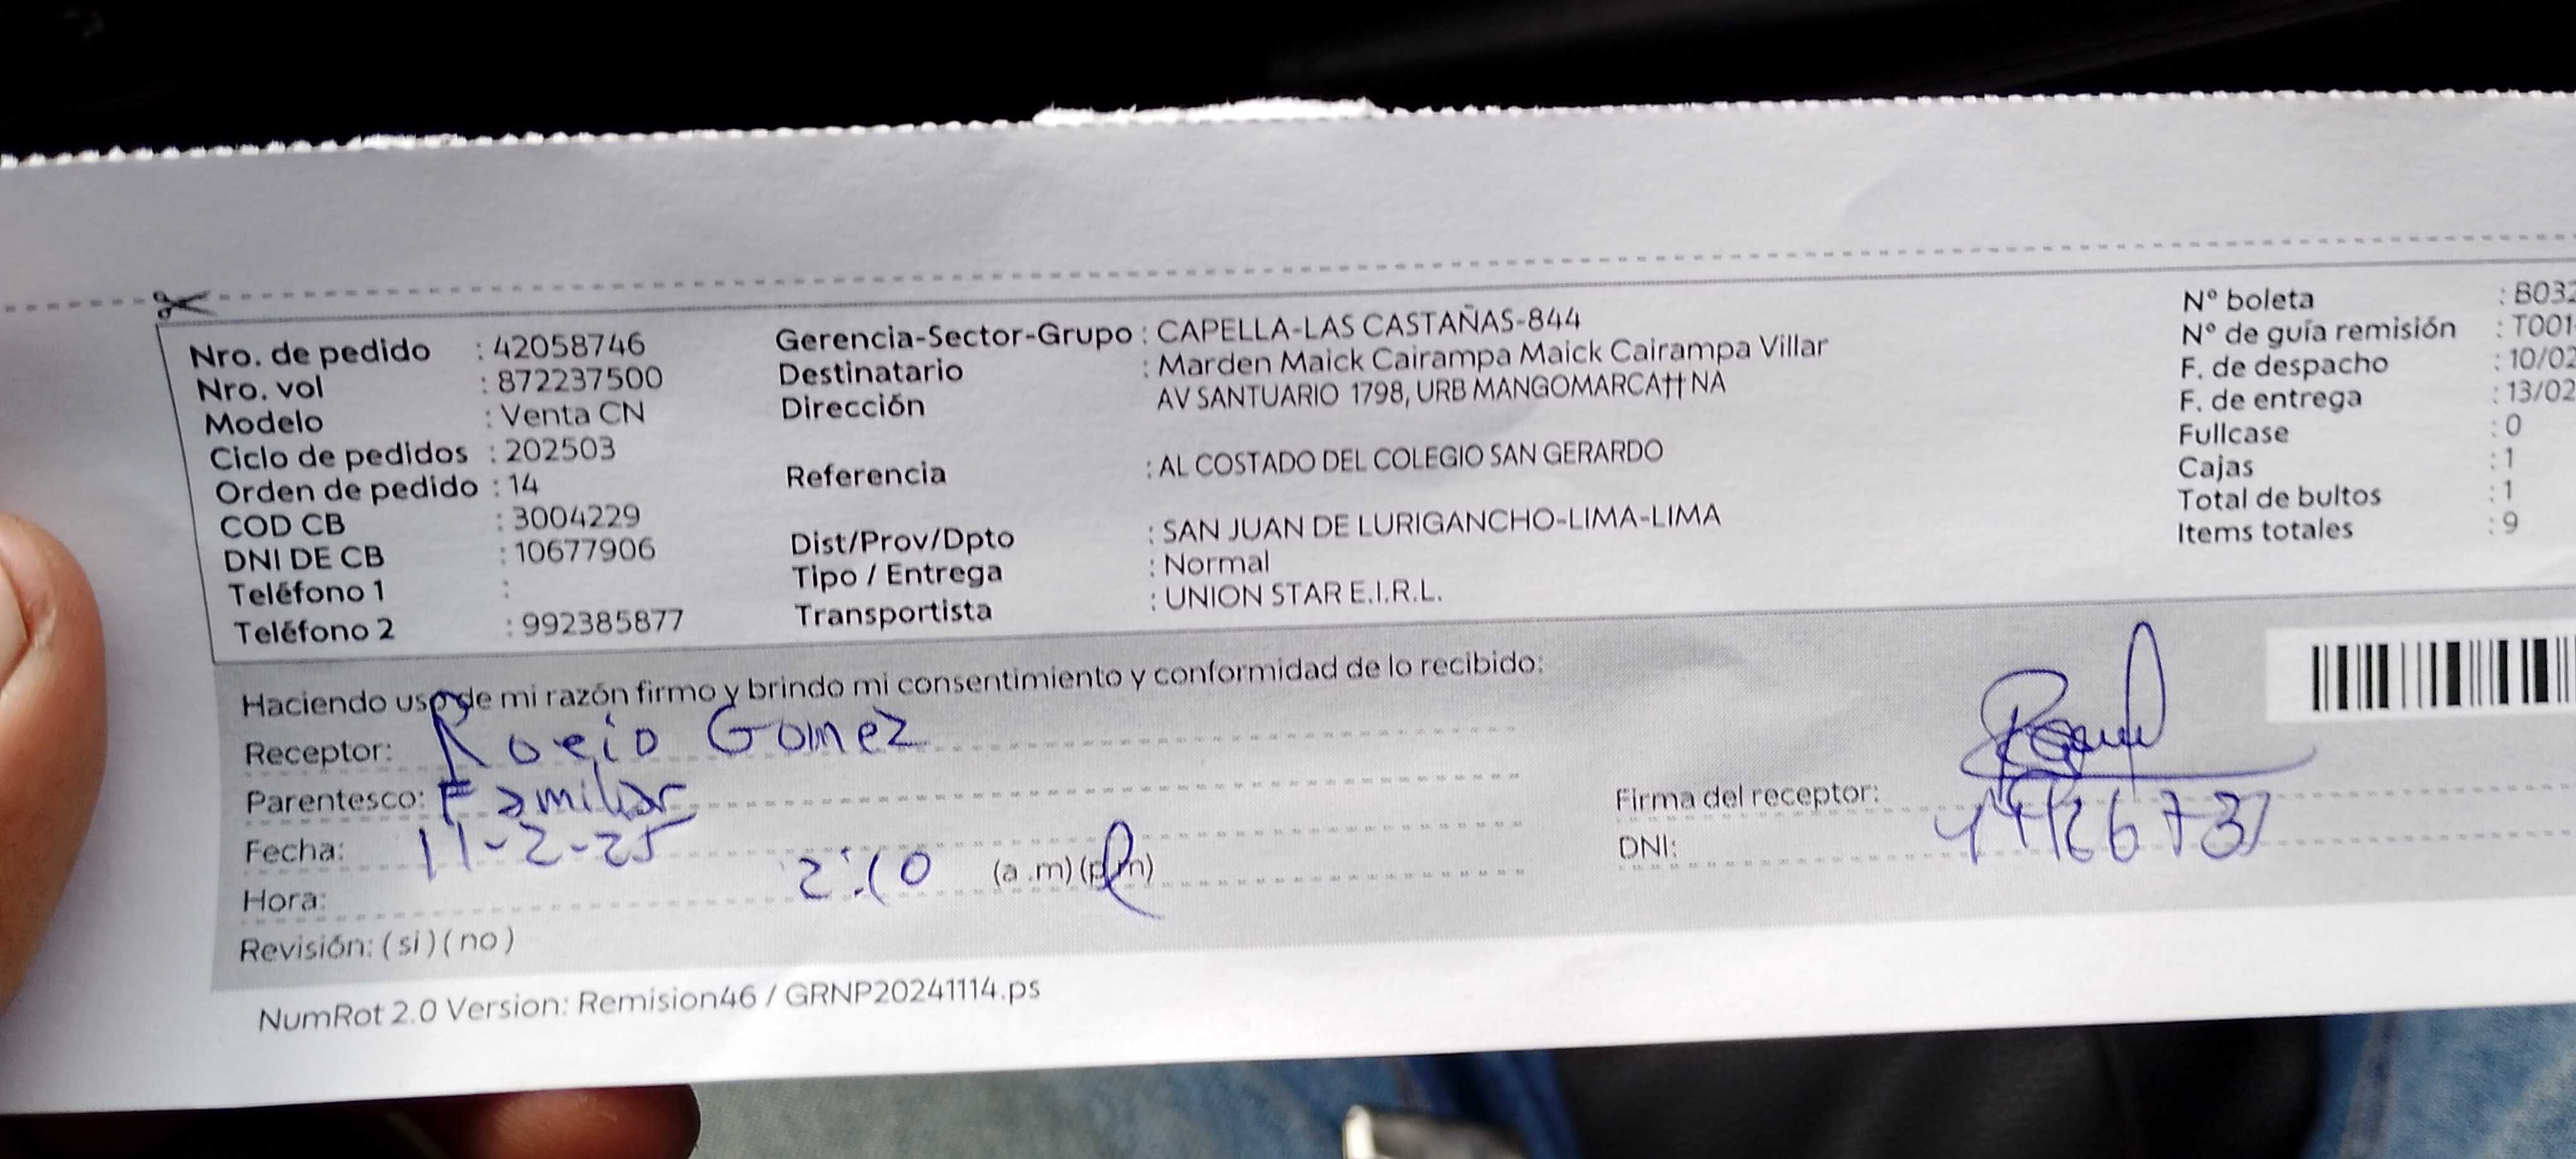 Nro. de pedido : 42058746
Nro. vol : 872237500
Modelo : Venta CN
Ciclo de pedidos : 202503
Orden de pedido : 14
COD CB : 3004229
DNI DE CB : 10677906
Teléfono 1 :
Teléfono 2 : 992385877
Gerencia-Sector-Grupo : CAPELLA-LAS CASTAÑAS-844
Destinatario : Marden Maick Cairampa Maick Cairampa Villar
Dirección AV SANTUARIO 1798, URB MANGOMARCA†† NA
Referencia : AL COSTADO DEL COLEGIO SAN GERARDO
Dist/Prov/Dpto : SAN JUAN DE LURIGANCHO-LIMA-LIMA
Tipo / Entrega : Normal
Transportista : UNION STAR E.I.R.L.
Nº boleta : B032
Nº de guía remisión : T001-
F. de despacho : 10/02
F. de entrega : 13/02
Fullcase : 0
Cajas : 1
Total de bultos : 1
Items totales : 9
Haciendo uso de mi razón firmo y brindo mi consentimiento y conformidad de lo recibido:
Receptor: Rocio Gomez
Parentesco: Familiar
Fecha: 11-2-25
Hora: 2:10 (a .m) (p.m)
Revisión: ( si ) ( no )
Firma del receptor:
DNI:
NumRot 2.0 Version: Remision46 / GRNP20241114.ps